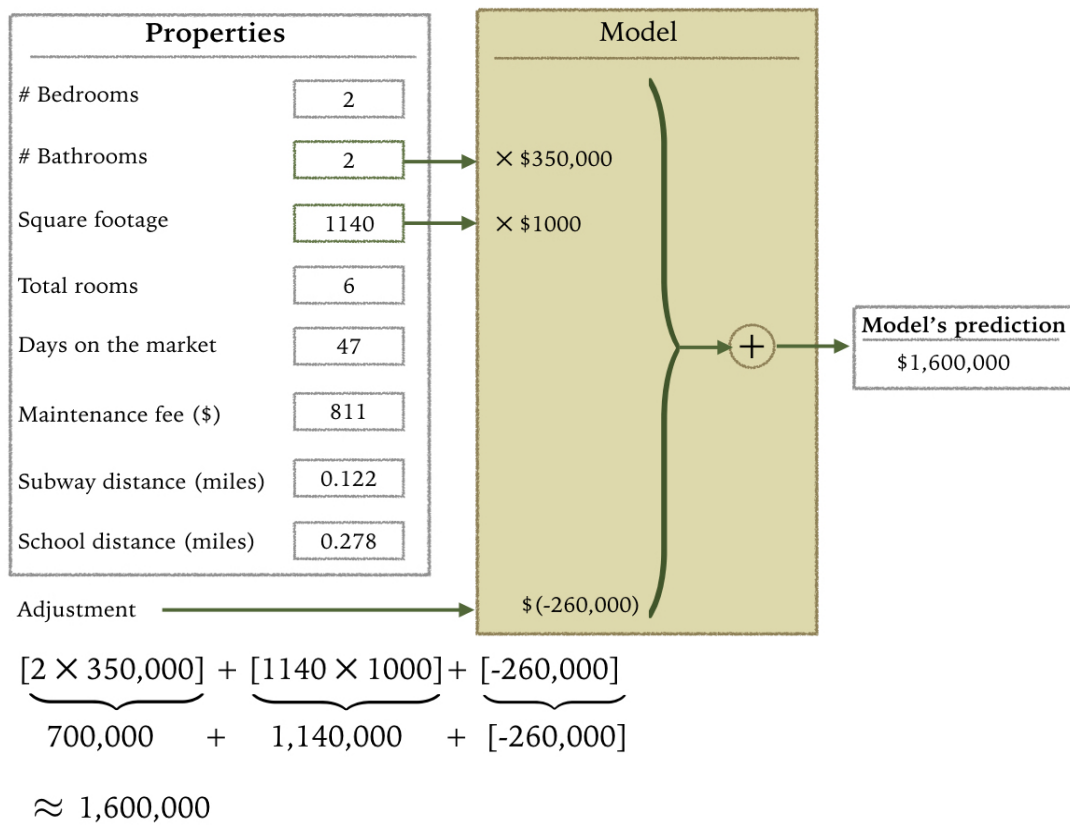 Properties
# Bedrooms 2
# Bathrooms 2
Square footage 1140
Total rooms 6
Days on the market 47
Maintenance fee ($) 811
Subway distance (miles) 0.122
School distance (miles) 0.278
Adjustment
Model
× $350,000
× $1000
$(-260,000)
+
Model's prediction
$1,600,000
[2 × 350,000] + [1140 × 1000] + [-260,000]
700,000 + 1,140,000 + [-260,000]
≈ 1,600,000